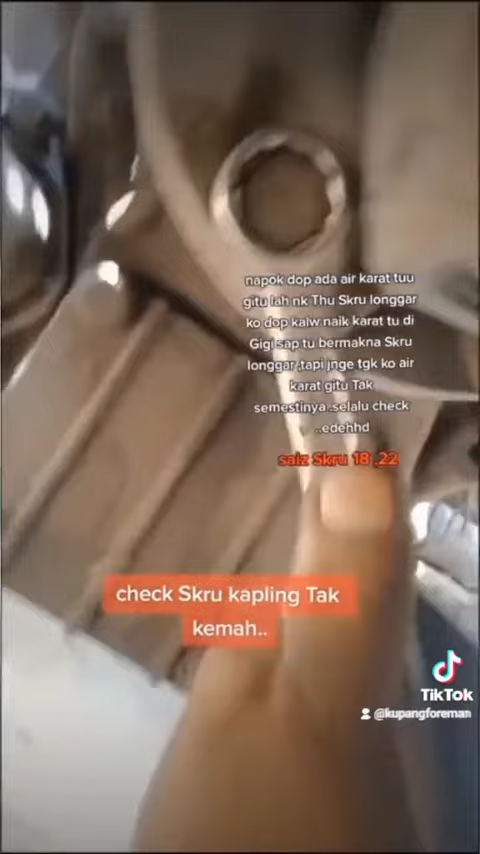 napok dop ada air karat tuu
gitu lah nk Thu Skru longgar
ko dop kalw naik karat tu di
Gigi sap tu bermakna Skru
longgar ,tapi jnge tgk ko air
karat gitu Tak
semestinya .selalu check
..edehhd
saiz Skru 18 ,22
check Skru kapling Tak
kemah..
TikTok
@kupangforeman